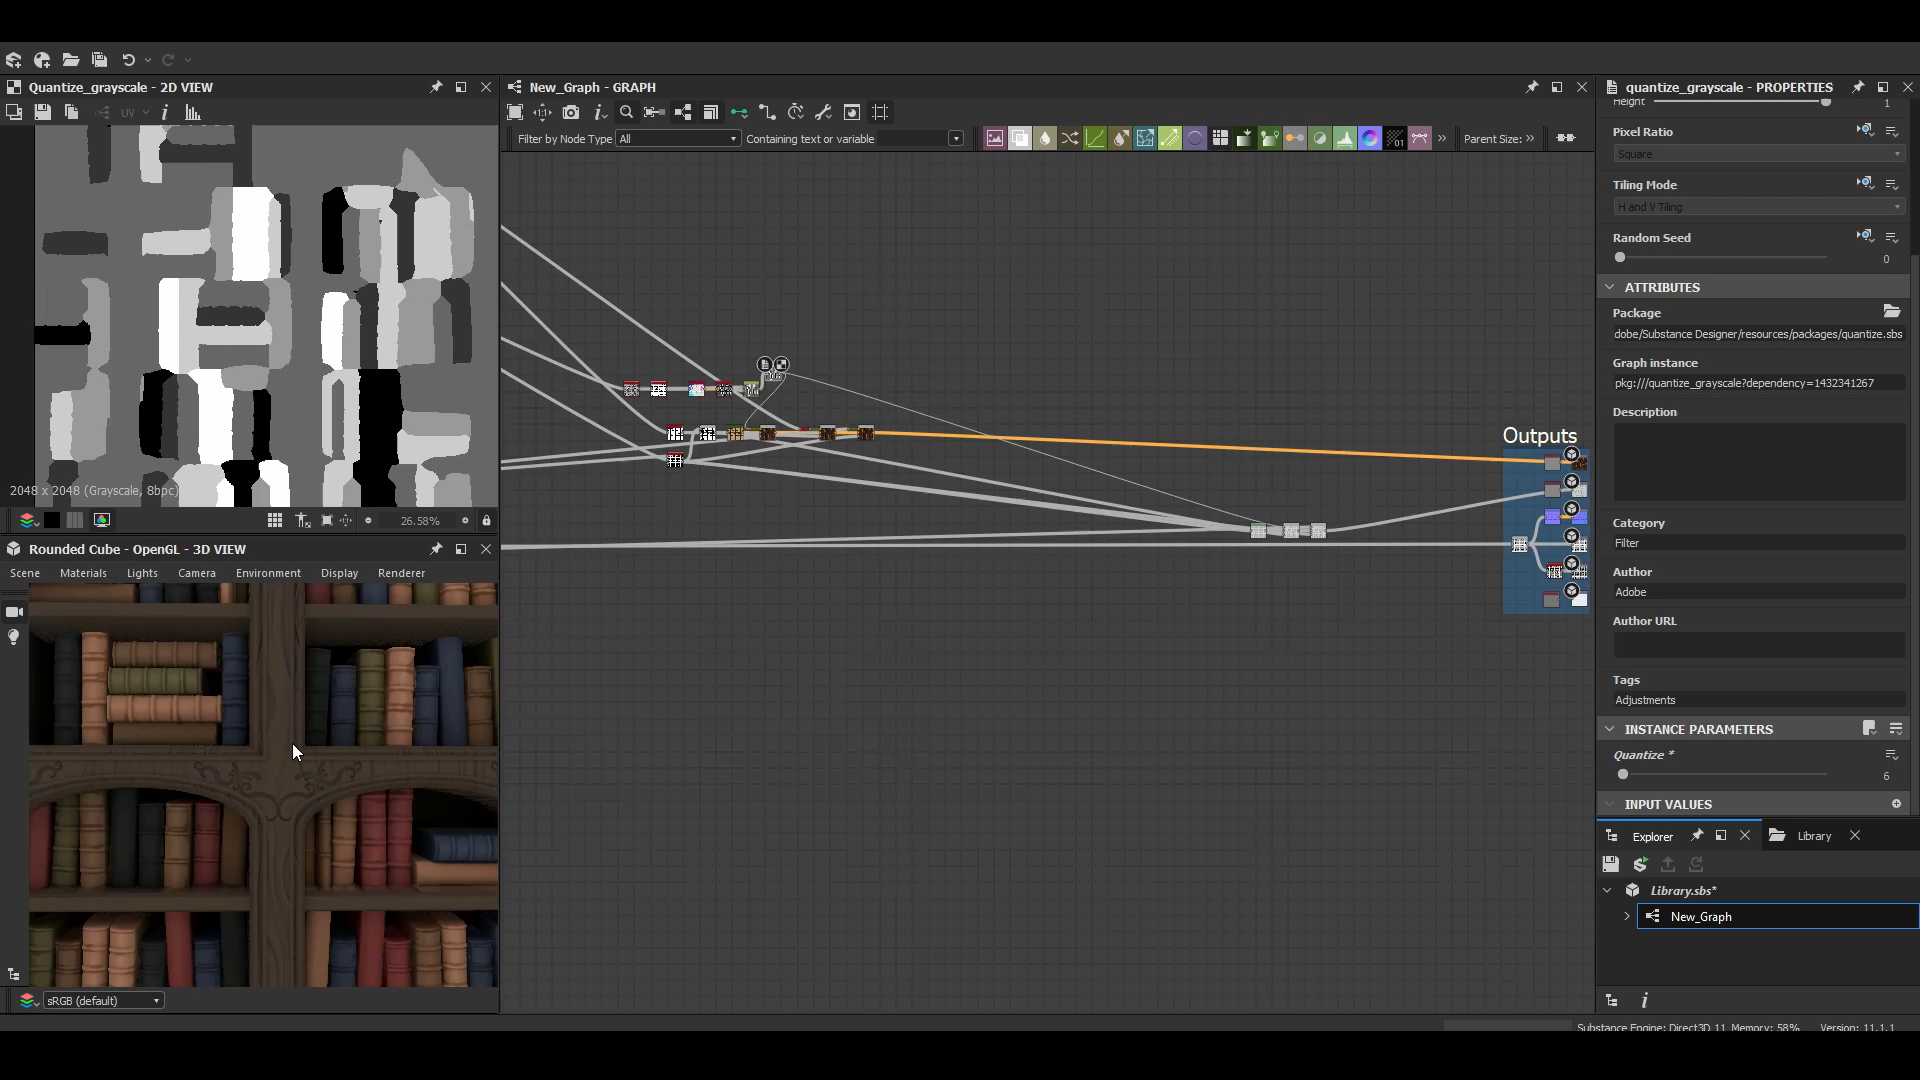 Quantize_grayscale - 2D VIEW
UV
2048 x 2048 (Grayscale, 8bpc)
26.58%
Rounded Cube - OpenGL - 3D VIEW
Scene
Materials
Lights
Camera
Environment
Display
Renderer
sRGB (default)
New_Graph - GRAPH
Filter by Node Type
All
Containing text or variable
01
Parent Size:
Outputs
quantize_grayscale - PROPERTIES
Height
1
Pixel Ratio
Square
Tiling Mode
H and V Tiling
Random Seed
0
ATTRIBUTES
Package
dobe/Substance Designer/resources/packages/quantize.sbs
Graph instance
pkg:///quantize_grayscale?dependency=1432341267
Description
Category
Filter
Author
Adobe
Author URL
Tags
Adjustments
INSTANCE PARAMETERS
Quantize *
6
INPUT VALUES
Explorer
Library
Library.sbs*
New_Graph
Substance Engine: Direct3D 11 Memory: 58%
Version: 11.1.1